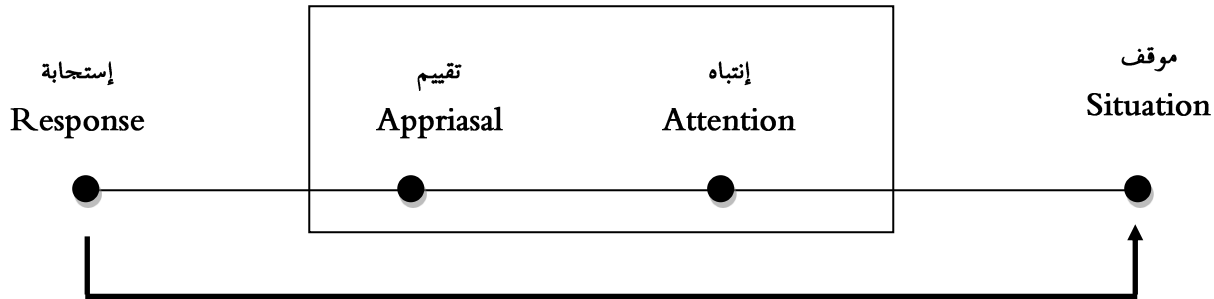 موقف
Situation
إنتباه
Attention
تقييم
Appriasal
إستجابة
Response